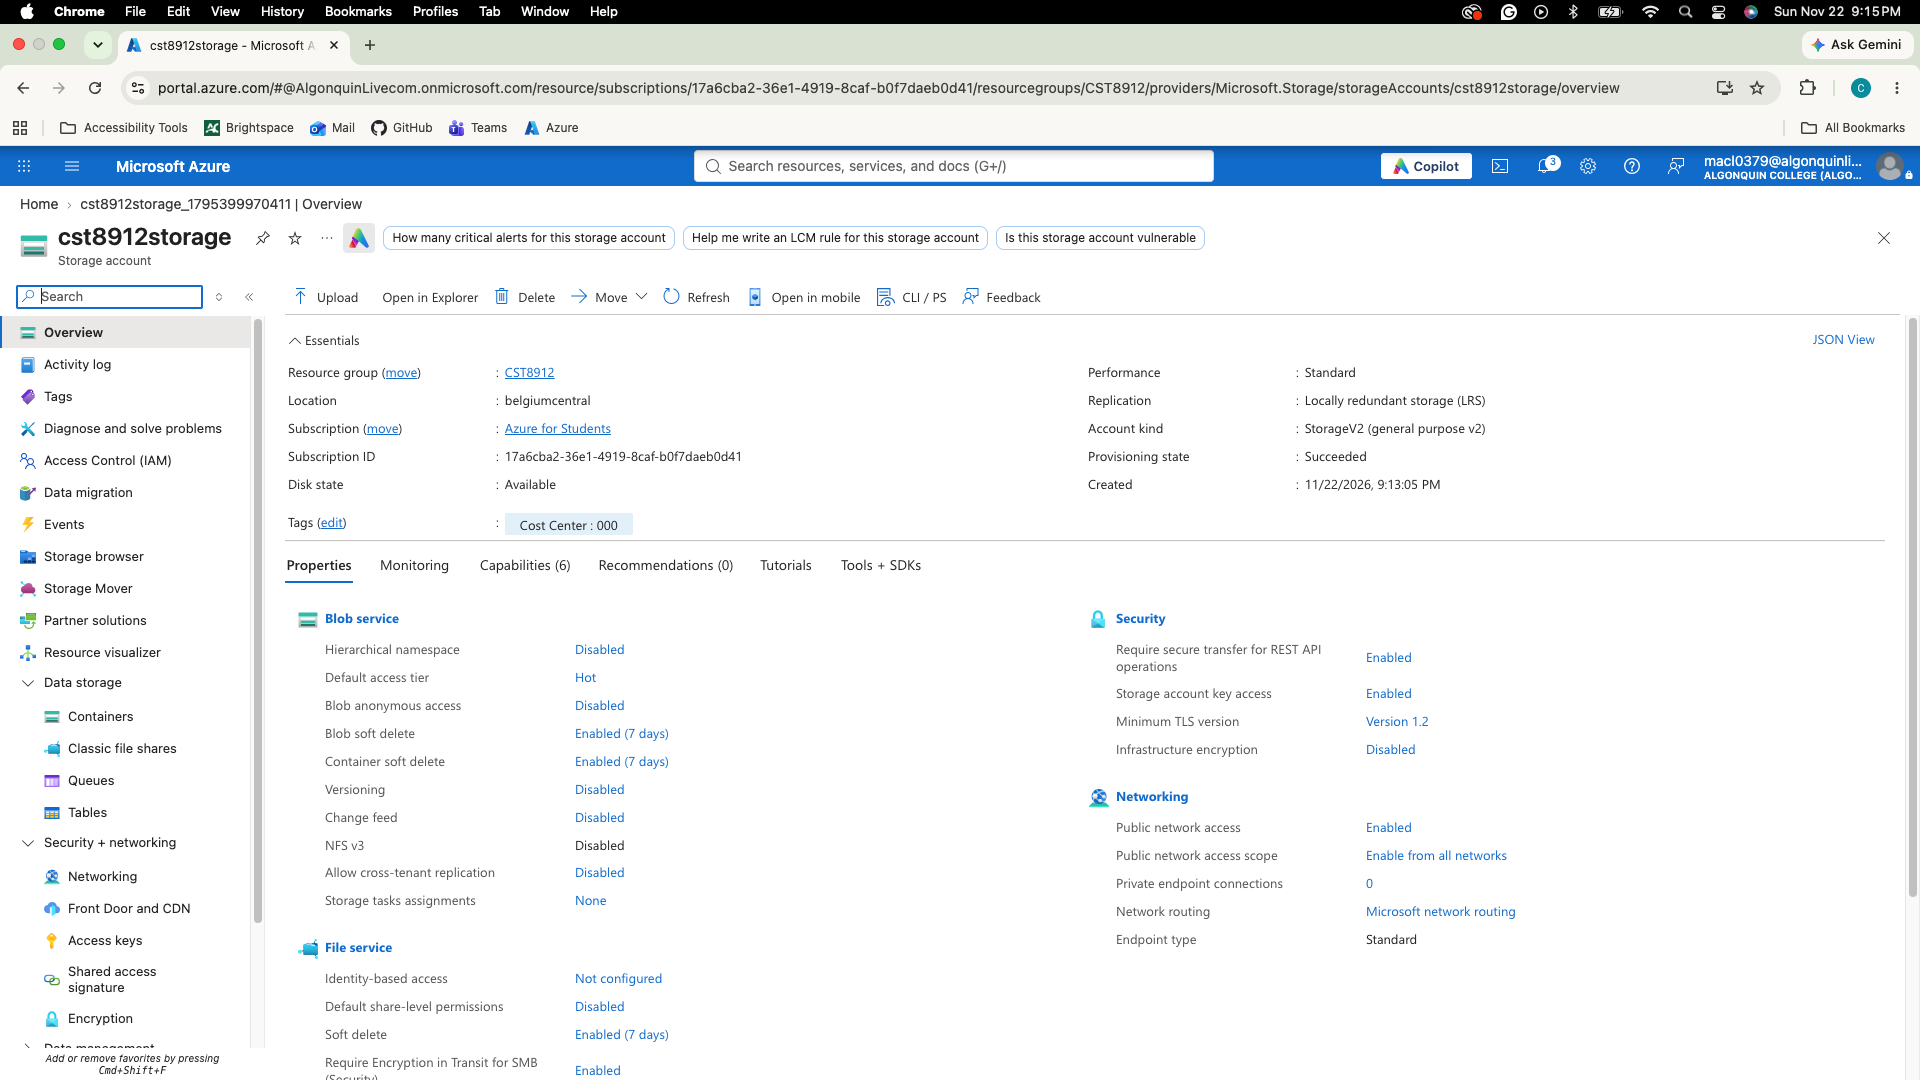 Chrome File Edit View History Bookmarks Profiles Tab Window Help Sun Nov 22 9:15 PM
cst8912storage - Microsoft A
Ask Gemini
portal.azure.com/#@AlgonquinLivecom.onmicrosoft.com/resource/subscriptions/17a6cba2-36e1-4919-8caf-b0f7daeb0d41/resourcegroups/CST8912/providers/Microsoft.Storage/storageAccounts/cst8912storage/overview
C
Accessibility Tools Brightspace Mail GitHub Teams Azure All Bookmarks
Microsoft Azure
Search resources, services, and docs (G+/)
Copilot
3
macl0379@algonquinli...
ALGONQUIN COLLEGE (ALGO...
Home › cst8912storage_1795399970411 | Overview
cst8912storage
Storage account
How many critical alerts for this storage account
Help me write an LCM rule for this storage account
Is this storage account vulnerable
Search
Upload Open in Explorer Delete Move Refresh Open in mobile CLI / PS Feedback
Overview
Activity log
Tags
Diagnose and solve problems
Access Control (IAM)
Data migration
Events
Storage browser
Storage Mover
Partner solutions
Resource visualizer
Data storage
Containers
Classic file shares
Queues
Tables
Security + networking
Networking
Front Door and CDN
Access keys
Shared access
signature
Encryption
Data management
Add or remove favorites by pressing
Cmd+Shift+F
Essentials
JSON View
Resource group (move) : CST8912
Location : belgiumcentral
Subscription (move) : Azure for Students
Subscription ID : 17a6cba2-36e1-4919-8caf-b0f7daeb0d41
Disk state : Available
Tags (edit) : Cost Center : 000
Performance : Standard
Replication : Locally redundant storage (LRS)
Account kind : StorageV2 (general purpose v2)
Provisioning state : Succeeded
Created : 11/22/2026, 9:13:05 PM
Properties Monitoring Capabilities (6) Recommendations (0) Tutorials Tools + SDKs
Blob service
Hierarchical namespace Disabled
Default access tier Hot
Blob anonymous access Disabled
Blob soft delete Enabled (7 days)
Container soft delete Enabled (7 days)
Versioning Disabled
Change feed Disabled
NFS v3 Disabled
Allow cross-tenant replication Disabled
Storage tasks assignments None
File service
Identity-based access Not configured
Default share-level permissions Disabled
Soft delete Enabled (7 days)
Require Encryption in Transit for SMB Enabled
(Security)
Security
Require secure transfer for REST API
operations Enabled
Storage account key access Enabled
Minimum TLS version Version 1.2
Infrastructure encryption Disabled
Networking
Public network access Enabled
Public network access scope Enable from all networks
Private endpoint connections 0
Network routing Microsoft network routing
Endpoint type Standard